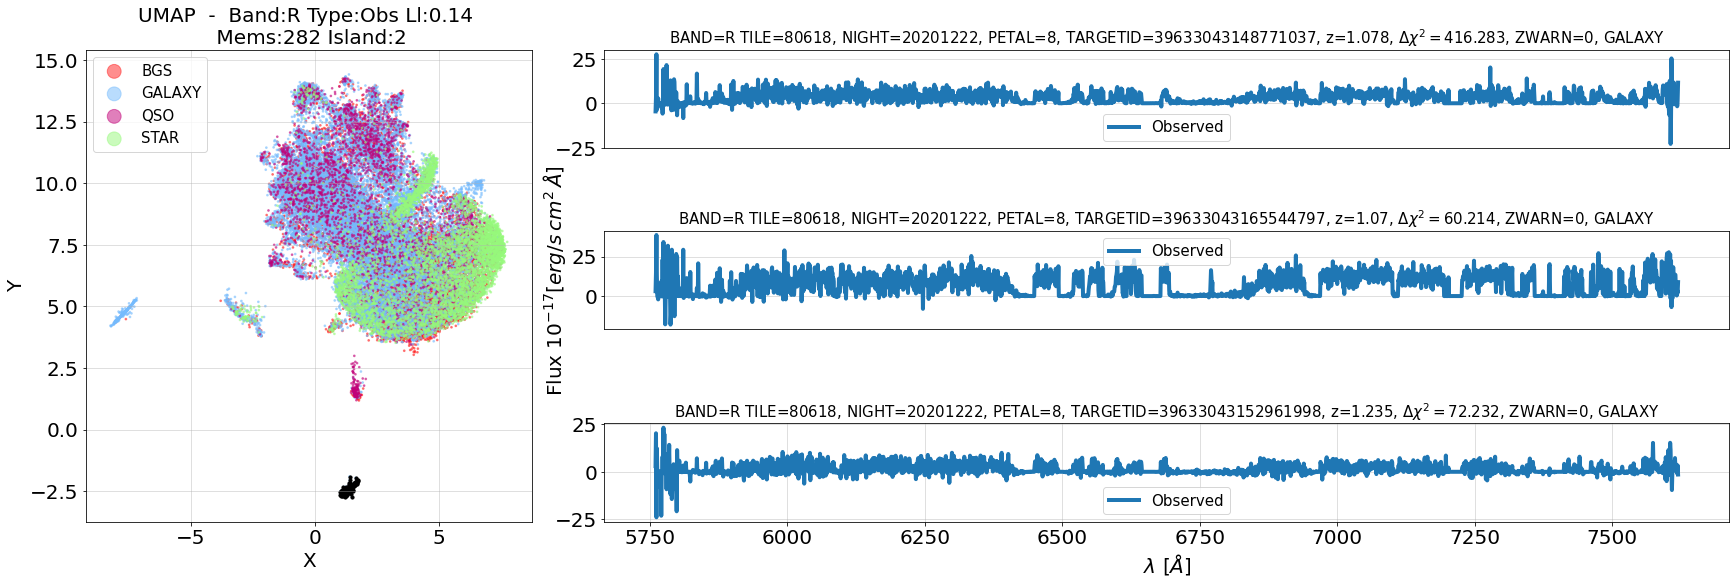 UMAP - Band:R Type:Obs Ll:0.14
Mems:282 Island:2
15.0
12.5
10.0
7.5
5.0
2.5
0.0
−2.5
Y
BGS
GALAXY
QSO
STAR
−5
0
5
X
Flux 10⁻¹⁷[erg/s cm² Å]
BAND=R TILE=80618, NIGHT=20201222, PETAL=8, TARGETID=39633043148771037, z=1.078, Δχ² = 416.283, ZWARN=0, GALAXY
25
0
−25
Observed
BAND=R TILE=80618, NIGHT=20201222, PETAL=8, TARGETID=39633043165544797, z=1.07, Δχ² = 60.214, ZWARN=0, GALAXY
25
0
Observed
BAND=R TILE=80618, NIGHT=20201222, PETAL=8, TARGETID=39633043152961998, z=1.235, Δχ² = 72.232, ZWARN=0, GALAXY
25
0
−25
Observed
5750
6000
6250
6500
6750
7000
7250
7500
λ [Å]